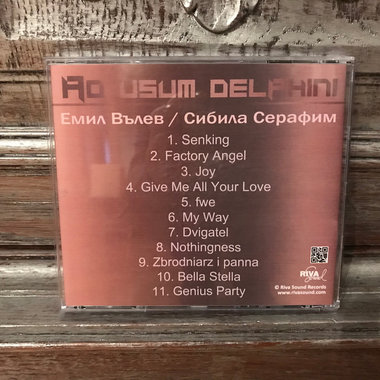 AD USUM DELPHINI
Емил Вълев / Сибила Серафим
1. Senking
2. Factory Angel
3. Joy
4. Give Me All Your Love
5. fwe
6. My Way
7. Dvigatel
8. Nothingness
9. Zbrodniarz i panna
10. Bella Stella
11. Genius Party
RIVA
Sound
© Riva Sound Records
www.rivasound.com